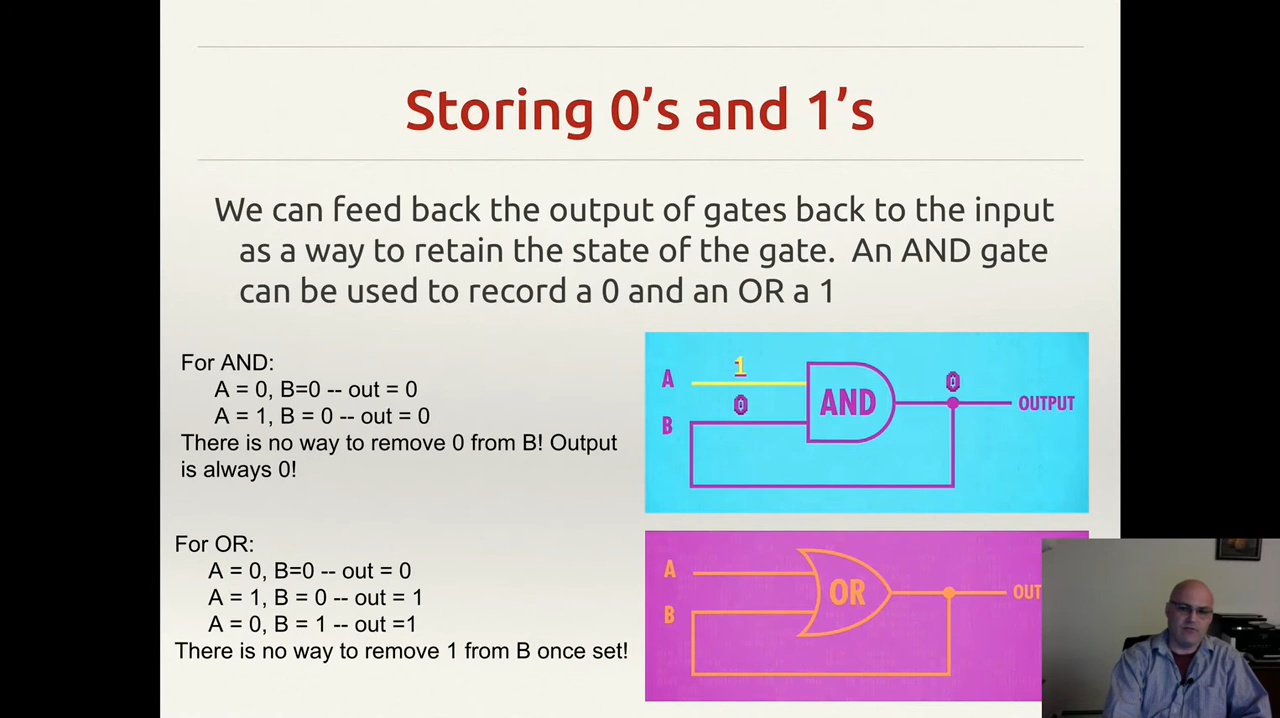 Storing 0’s and 1’s
We can feed back the output of gates back to the input
as a way to retain the state of the gate.  An AND gate
can be used to record a 0 and an OR a 1
For AND:
A = 0, B=0 -- out = 0
A = 1, B = 0 -- out = 0
There is no way to remove 0 from B! Output
is always 0!
A
1
0
B
AND
0
OUTPUT
For OR:
A = 0, B=0 -- out = 0
A = 1, B = 0 -- out = 1
A = 0, B = 1 -- out =1
There is no way to remove 1 from B once set!
A
B
OR
OUT